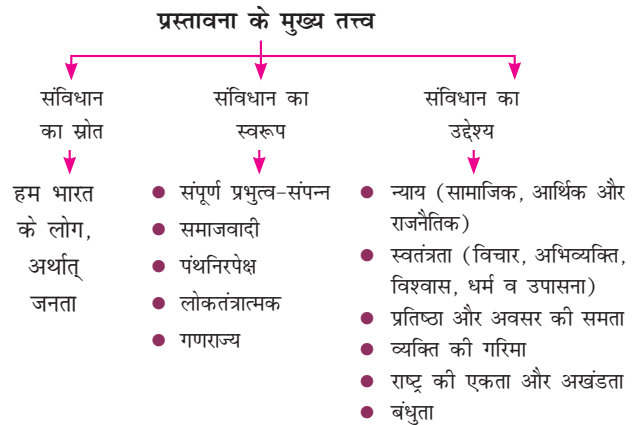 प्रस्तावना के मुख्य तत्त्व
संविधान
का स्रोत
हम भारत
के लोग,
अर्थात्
जनता
संविधान का
स्वरूप
● संपूर्ण प्रभुत्व-संपन्न
● समाजवादी
● पंथनिरपेक्ष
● लोकतंत्रात्मक
● गणराज्य
संविधान का
उद्देश्य
● न्याय (सामाजिक, आर्थिक और
राजनैतिक)
● स्वतंत्रता (विचार, अभिव्यक्ति,
विश्वास, धर्म व उपासना)
● प्रतिष्ठा और अवसर की समता
● व्यक्ति की गरिमा
● राष्ट्र की एकता और अखंडता
● बंधुता